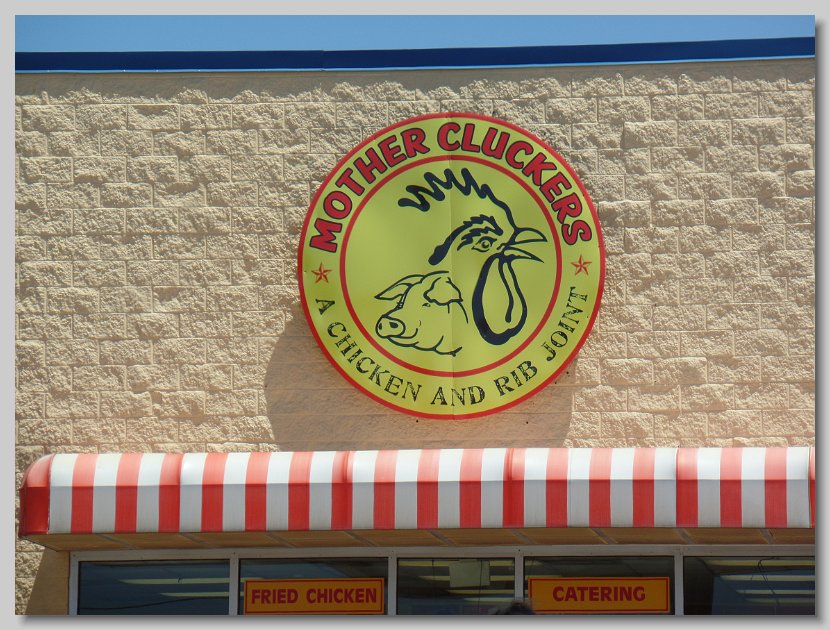 MOTHER CLUCKERS
A CHICKEN AND RIB JOINT
FRIED CHICKEN
CATERING